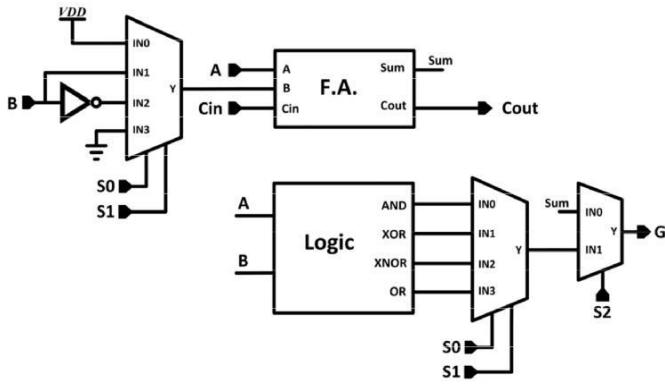 VDD
IN0
B
IN1
IN2
IN3
Y
S0
S1
A
Cin
A
B
Cin
F.A.
Sum
Cout
Sum
Cout
A
B
Logic
AND
XOR
XNOR
OR
IN0
IN1
IN2
IN3
Y
S0
S1
Sum
IN0
IN1
Y
G
S2